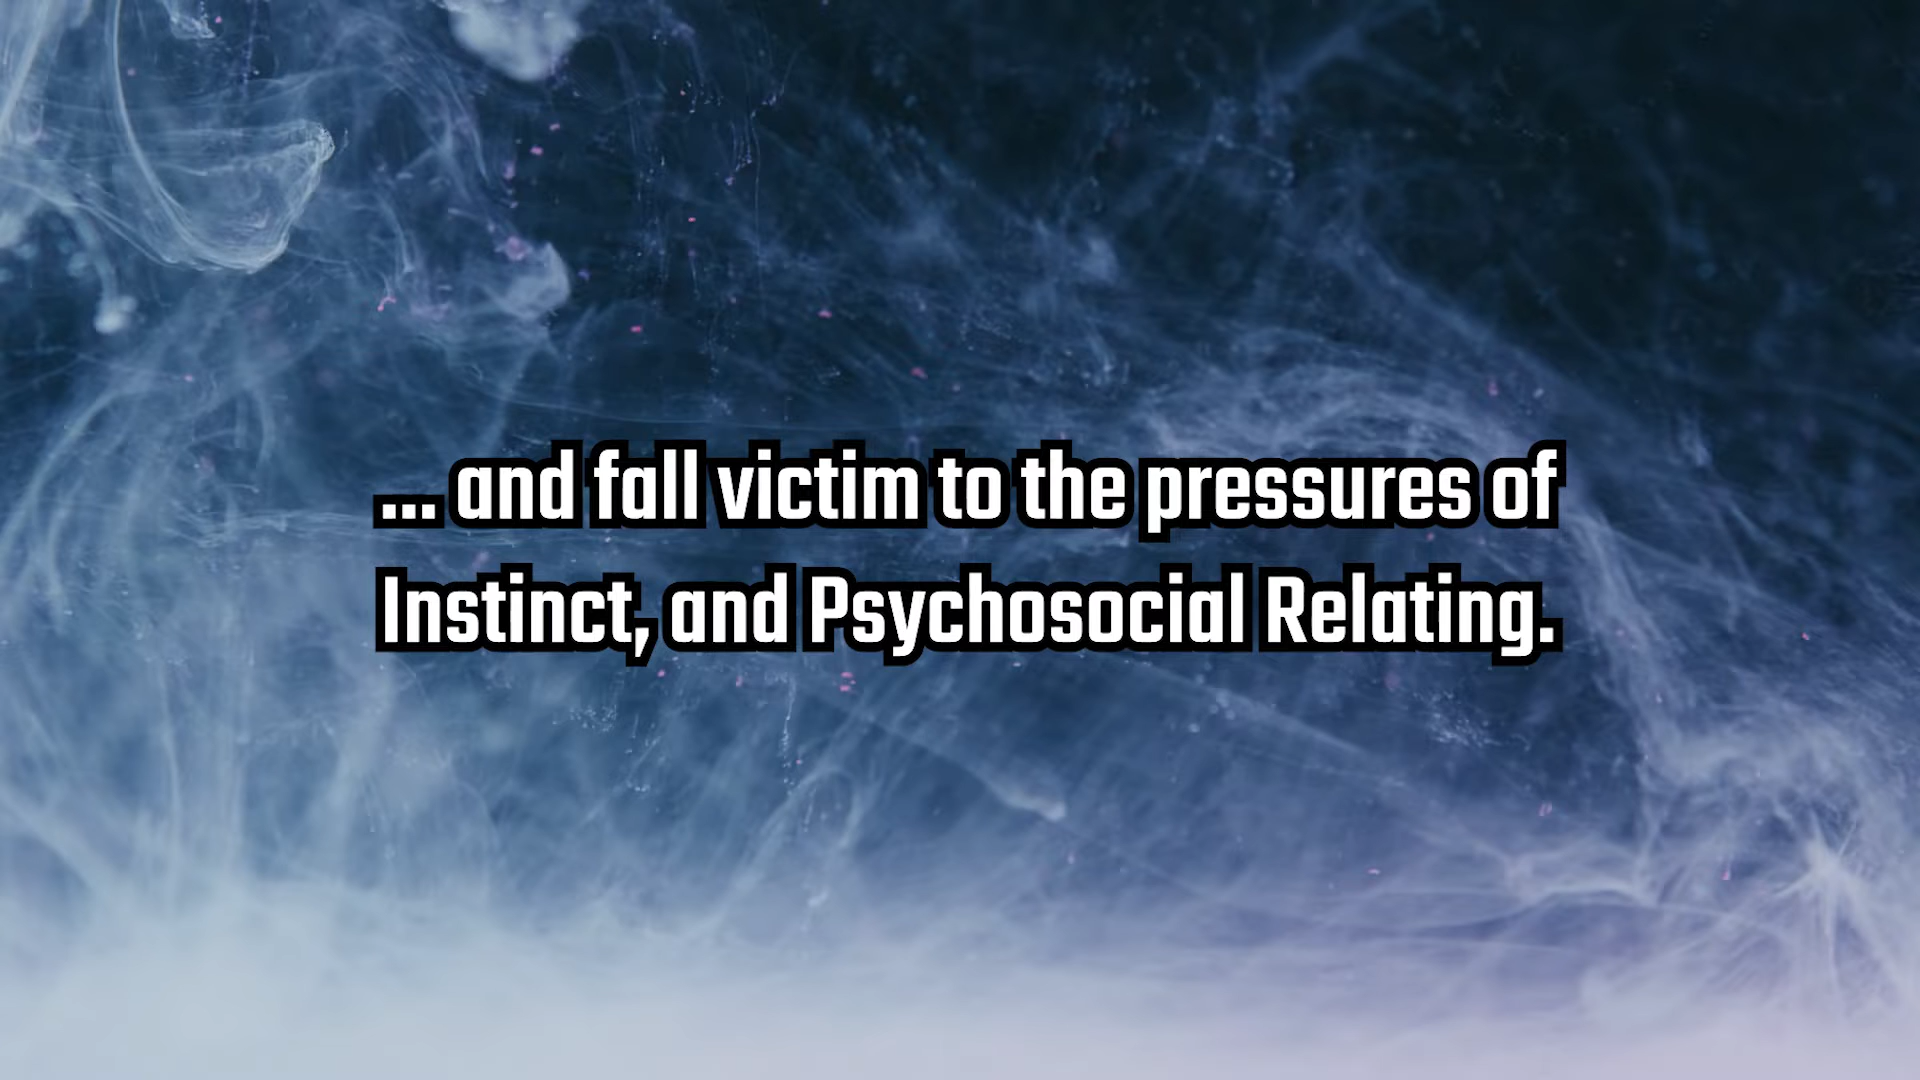 ... and fall victim to the pressures of
Instinct, and Psychosocial Relating.